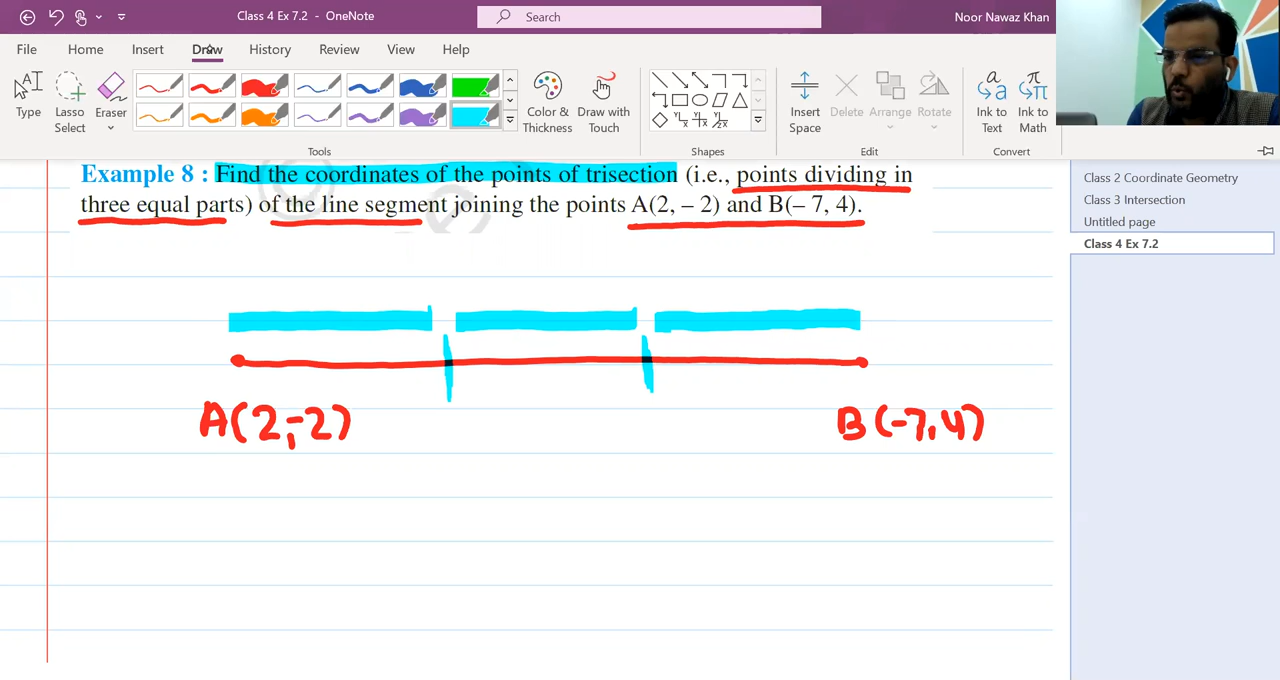 Class 4 Ex 7.2 - OneNote
Search
Noor Nawaz Khan
File Home Insert Draw History Review View Help
Type
Lasso Select
Eraser
Color & Thickness
Draw with Touch
Insert Space
Delete
Arrange
Rotate
Ink to Text
Ink to Math
Tools
Shapes
Edit
Convert
Example 8 : Find the coordinates of the points of trisection (i.e., points dividing in
three equal parts) of the line segment joining the points A(2, – 2) and B(– 7, 4).
A(2,-2)
B(-7,4)
Class 2 Coordinate Geometry
Class 3 Intersection
Untitled page
Class 4 Ex 7.2